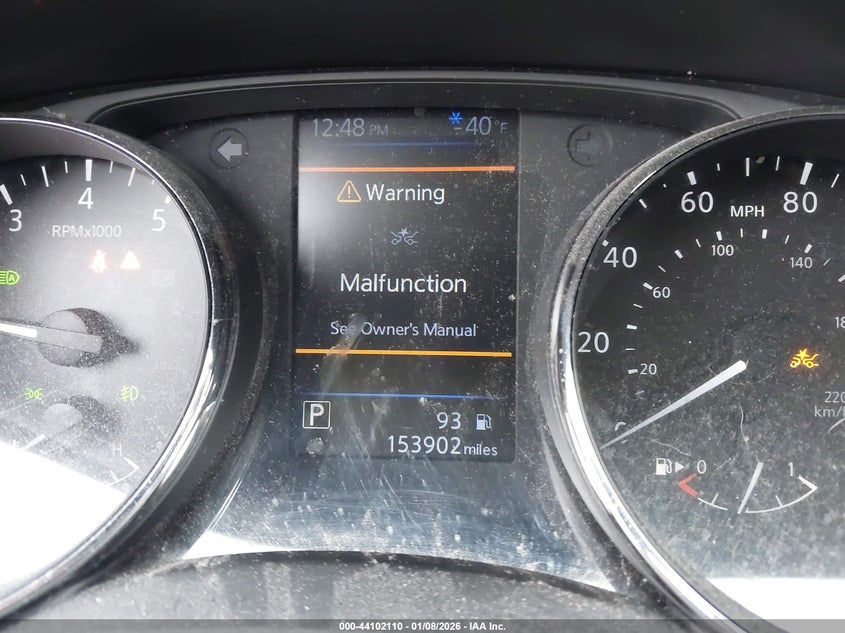 12:48 PM -40 °F
Warning
Malfunction
See Owner's Manual
P 93
153902 miles
3 4 5
RPMx1000
A
H
20 40 60 80
MPH
20 60 100 140
220
km/
0 1
000-44102110 - 01/08/2026 - IAA Inc.